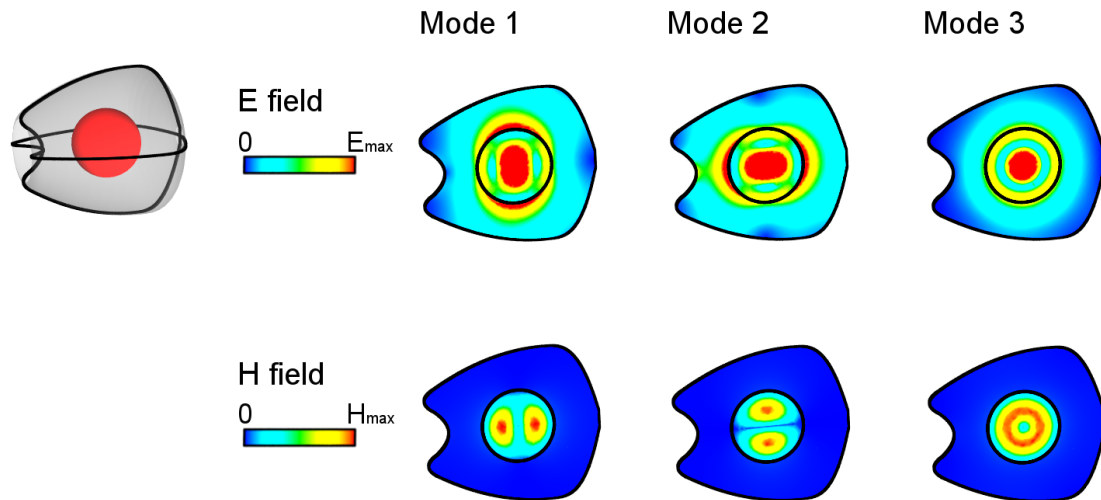 Mode 1 Mode 2 Mode 3
E field
0 Emax
H field
0 Hmax